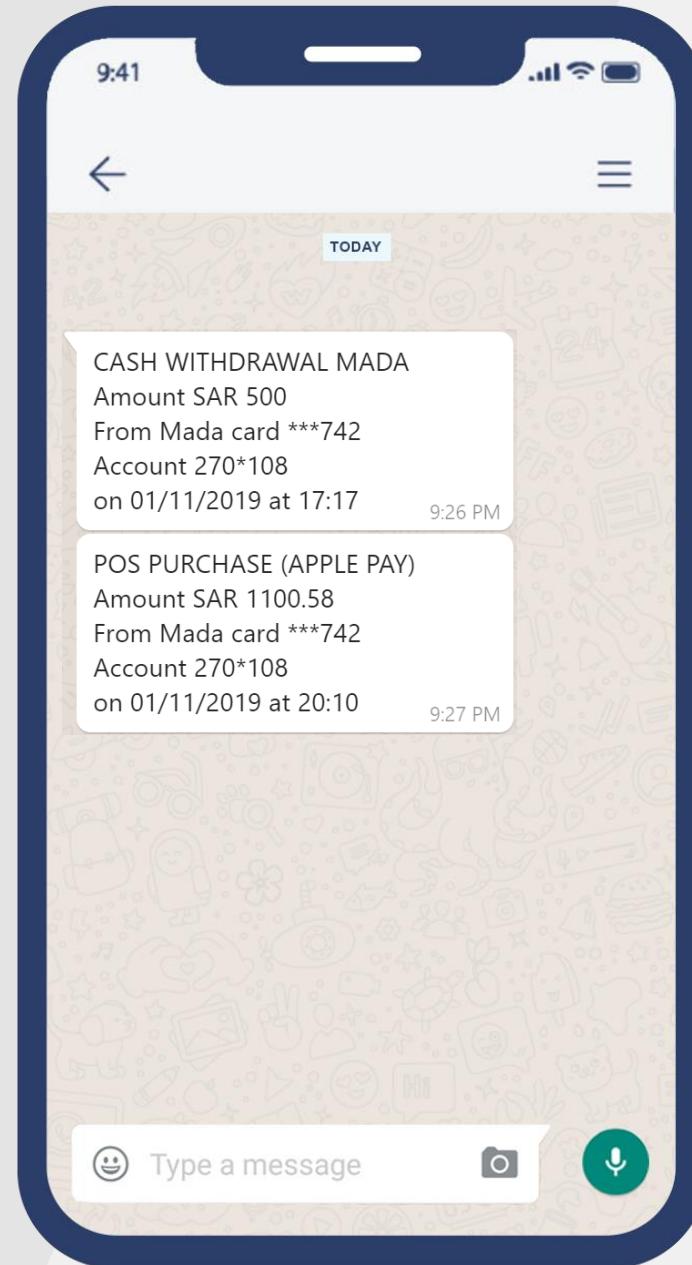 9:41
TODAY
CASH WITHDRAWAL MADA
Amount SAR 500
From Mada card ***742
Account 270*108
on 01/11/2019 at 17:17
9:26 PM
POS PURCHASE (APPLE PAY)
Amount SAR 1100.58
From Mada card ***742
Account 270*108
on 01/11/2019 at 20:10
9:27 PM
24
Hi
Type a message